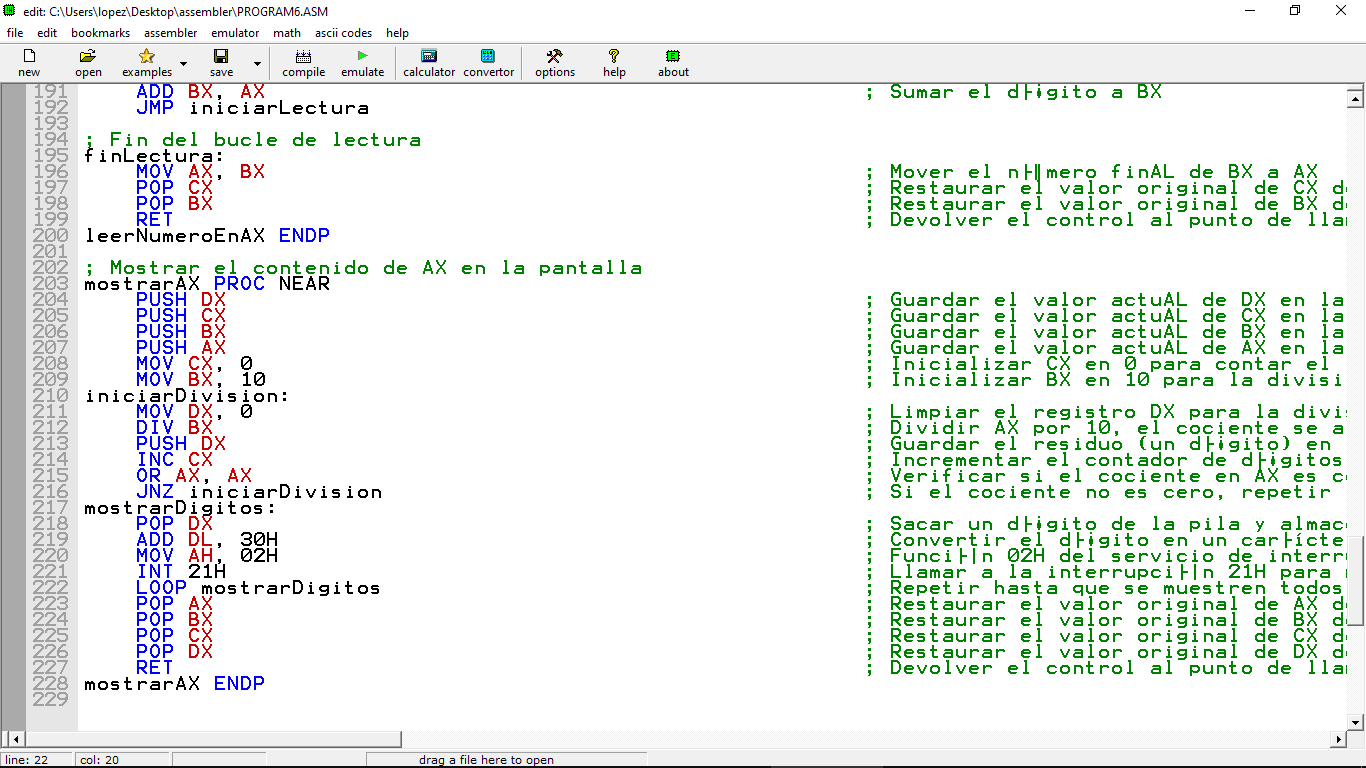 edit: C:\Users\lopez\Desktop\assembler\PROGRAM6.ASM
file edit bookmarks assembler emulator math ascii codes help
new open examples save compile emulate calculator convertor options help about
191 ADD BX, AX ; Sumar el d├¡gito a BX
192 JMP iniciarLectura
193
194 ; Fin del bucle de lectura
195 finLectura:
196 MOV AX, BX ; Mover el n├║mero finAL de BX a AX
197 POP CX ; Restaurar el valor original de CX d
198 POP BX ; Restaurar el valor original de BX d
199 RET ; Devolver el control al punto de lla
200 leerNumeroEnAX ENDP
201
202 ; Mostrar el contenido de AX en la pantalla
203 mostrarAX PROC NEAR
204 PUSH DX ; Guardar el valor actuAL de DX en la
205 PUSH CX ; Guardar el valor actuAL de CX en la
206 PUSH BX ; Guardar el valor actuAL de BX en la
207 PUSH AX ; Guardar el valor actuAL de AX en la
208 MOV CX, 0 ; Inicializar CX en 0 para contar el
209 MOV BX, 10 ; Inicializar BX en 10 para la divisi
210 iniciarDivision:
211 MOV DX, 0 ; Limpiar el registro DX para la divi
212 DIV BX ; Dividir AX por 10, el cociente se a
213 PUSH DX ; Guardar el residuo (un d├¡gito) en
214 INC CX ; Incrementar el contador de d├¡gitos
215 OR AX, AX ; Verificar si el cociente en AX es c
216 JNZ iniciarDivision ; Si el cociente no es cero, repetir
217 mostrarDigitos:
218 POP DX ; Sacar un d├¡gito de la pila y almac
219 ADD DL, 30H ; Convertir el d├¡gito en un car├ícte
220 MOV AH, 02H ; Funci├│n 02H del servicio de interr
221 INT 21H ; Llamar a la interrupci├│n 21H para
222 LOOP mostrarDigitos ; Repetir hasta que se muestren todos
223 POP AX ; Restaurar el valor original de AX d
224 POP BX ; Restaurar el valor original de BX d
225 POP CX ; Restaurar el valor original de CX d
226 POP DX ; Restaurar el valor original de DX d
227 RET ; Devolver el control al punto de lla
228 mostrarAX ENDP
229
line: 22 col: 20 drag a file here to open